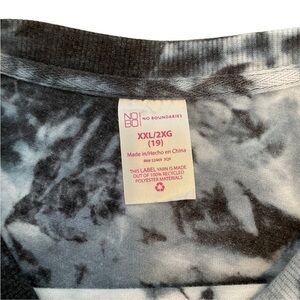 NO
BO
NO BOUNDARIES
XXL/2XG
(19)
Made in/Hecho en China
THIS LABEL YARN IS MADE
OUT OF 100% RECYCLED
POLYESTER MATERIALS